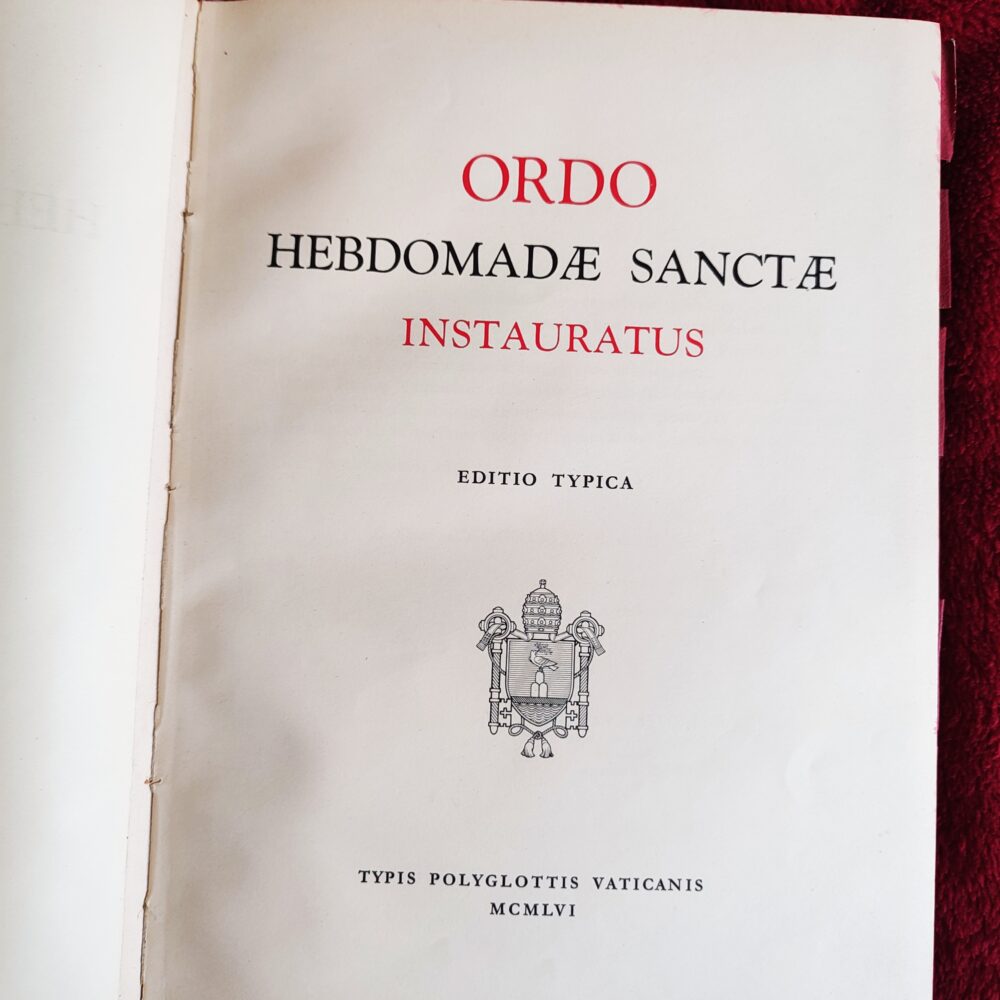 ORDO
HEBDOMADÆ SANCTÆ
INSTAURATUS
EDITIO TYPICA
TYPIS POLYGLOTTIS VATICANIS
MCMLVI